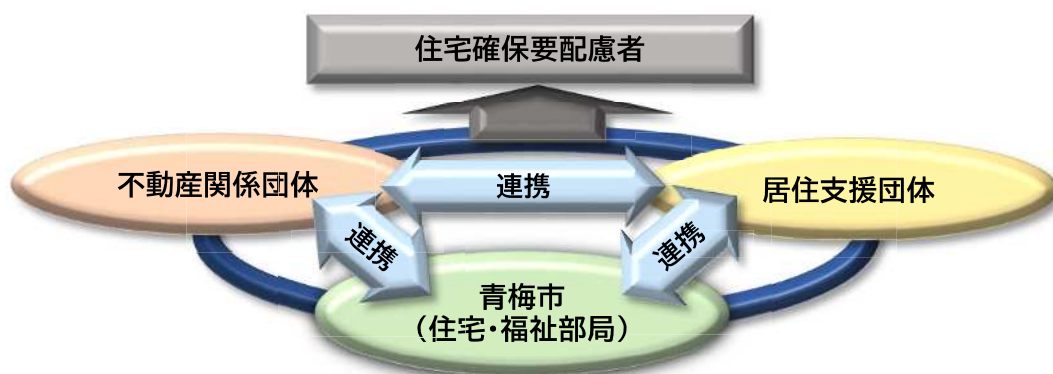 住宅確保要配慮者
不動産関係団体
連携
居住支援団体
連携
連携
青梅市
（住宅・福祉部局）